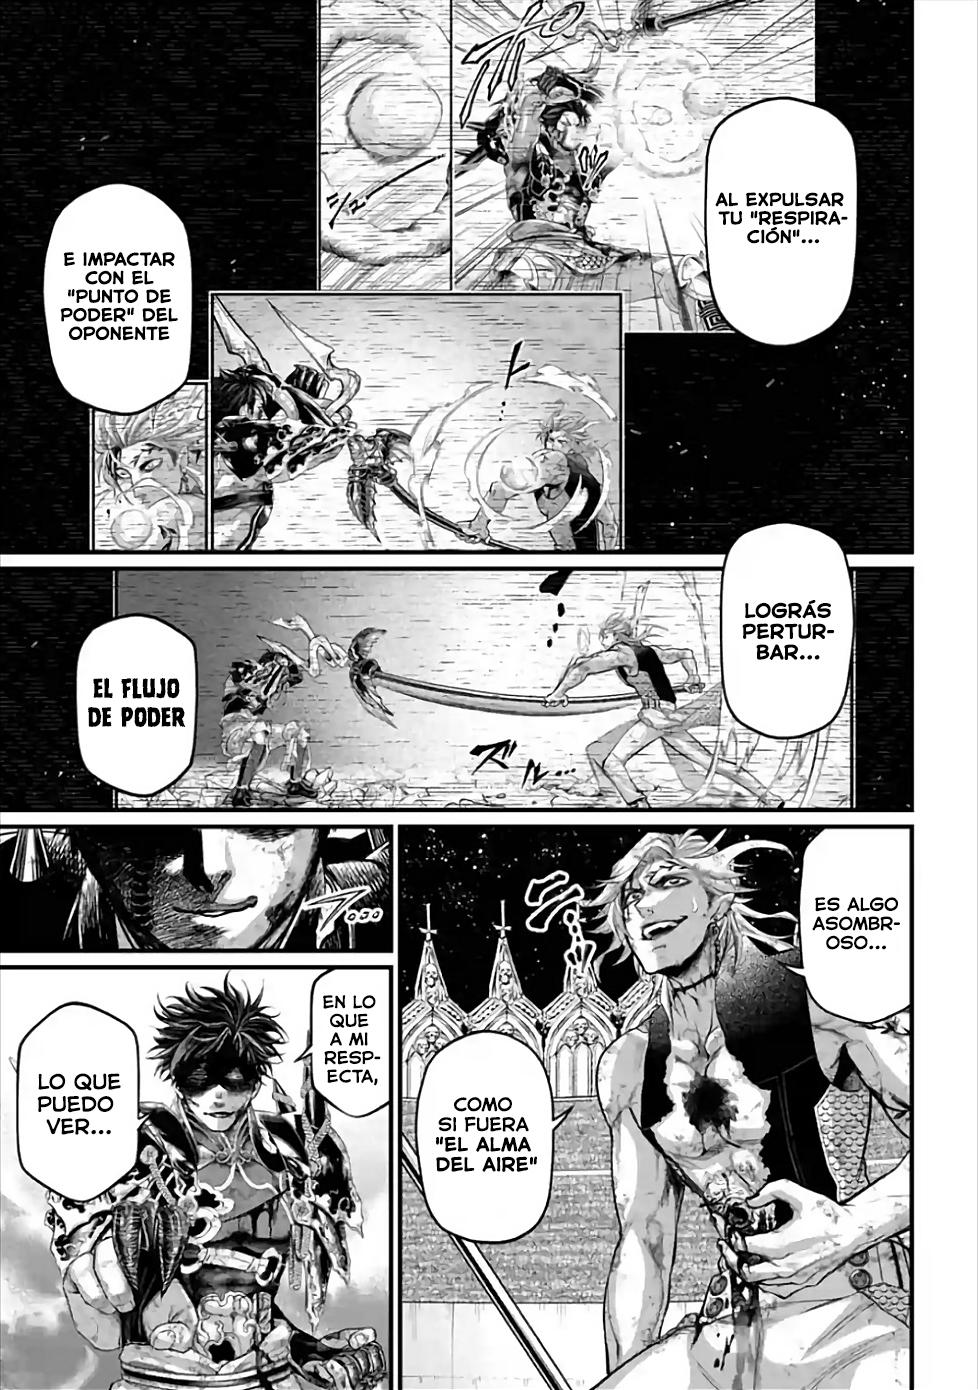 AL EXPULSAR
TU "RESPIRA-
CIÓN"...
E IMPACTAR
CON EL
"PUNTO DE
PODER" DEL
OPONENTE
LOGRÁS
PERTUR-
BAR...
EL FLUJO
DE PODER
ES ALGO
ASOMBR-
OSO...
COMO
SI FUERA
"EL ALMA
DEL AIRE"
EN LO
QUE
A MI
RESP-
ECTA,
LO QUE
PUEDO
VER...